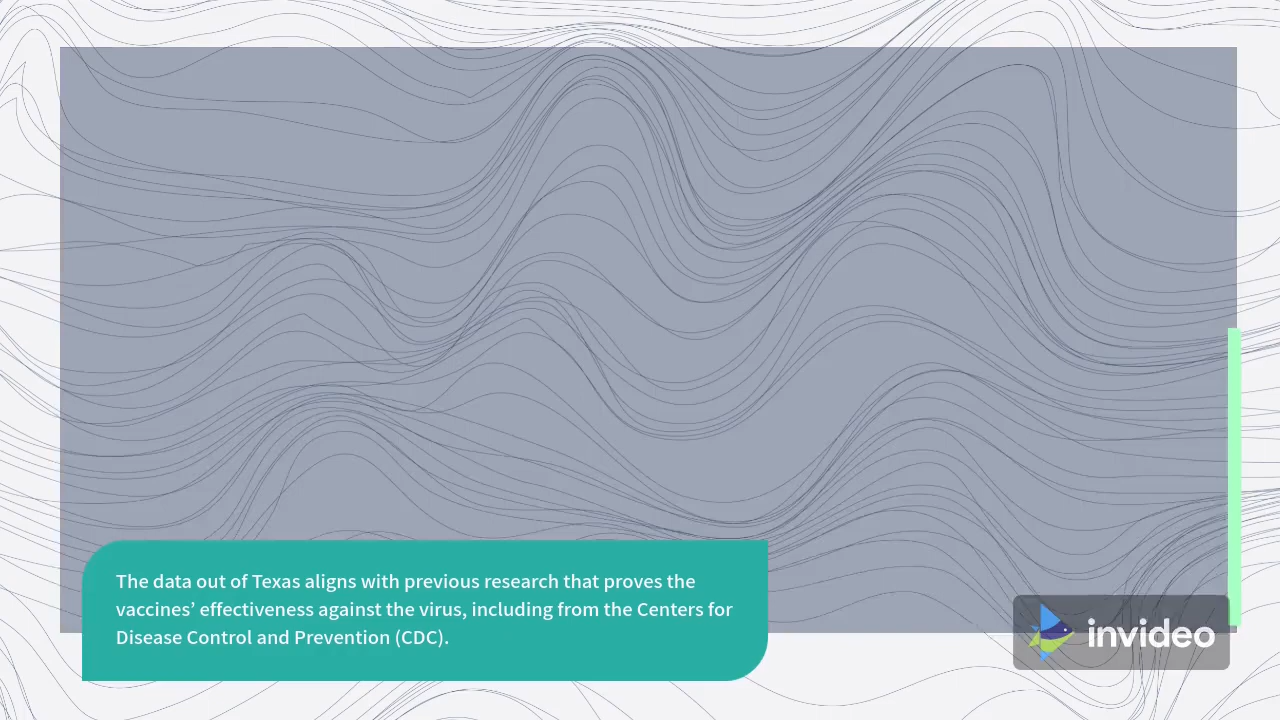 The data out of Texas aligns with previous research that proves the
vaccines’ effectiveness against the virus, including from the Centers for
Disease Control and Prevention (CDC).
invideo